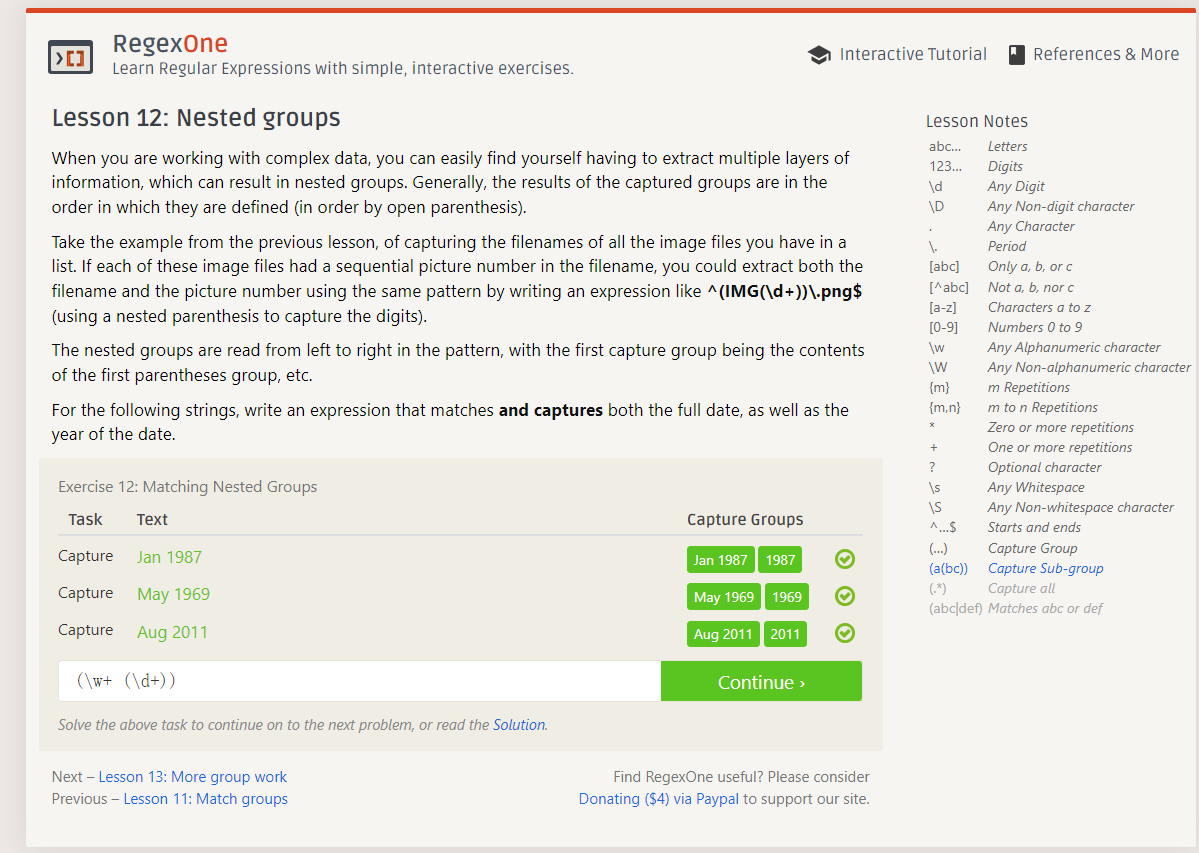 RegexOne
Learn Regular Expressions with simple, interactive exercises.
Interactive Tutorial
References & More
Lesson 12: Nested groups
When you are working with complex data, you can easily find yourself having to extract multiple layers of
information, which can result in nested groups. Generally, the results of the captured groups are in the
order in which they are defined (in order by open parenthesis).
Take the example from the previous lesson, of capturing the filenames of all the image files you have in a
list. If each of these image files had a sequential picture number in the filename, you could extract both the
filename and the picture number using the same pattern by writing an expression like ^(IMG(\d+))\.png$
(using a nested parenthesis to capture the digits).
The nested groups are read from left to right in the pattern, with the first capture group being the contents
of the first parentheses group, etc.
For the following strings, write an expression that matches and captures both the full date, as well as the
year of the date.
Exercise 12: Matching Nested Groups
Task Text Capture Groups
Capture Jan 1987 Jan 1987 1987
Capture May 1969 May 1969 1969
Capture Aug 2011 Aug 2011 2011
(\w+ (\d+))
Continue ›
Solve the above task to continue on to the next problem, or read the Solution.
Next – Lesson 13: More group work
Previous – Lesson 11: Match groups
Find RegexOne useful? Please consider
Donating ($4) via Paypal to support our site.
Lesson Notes
abc… Letters
123… Digits
\d Any Digit
\D Any Non-digit character
. Any Character
\. Period
[abc] Only a, b, or c
[^abc] Not a, b, nor c
[a-z] Characters a to z
[0-9] Numbers 0 to 9
\w Any Alphanumeric character
\W Any Non-alphanumeric character
{m} m Repetitions
{m,n} m to n Repetitions
* Zero or more repetitions
+ One or more repetitions
? Optional character
\s Any Whitespace
\S Any Non-whitespace character
^…$ Starts and ends
(…) Capture Group
(a(bc)) Capture Sub-group
(.*) Capture all
(abc|def) Matches abc or def